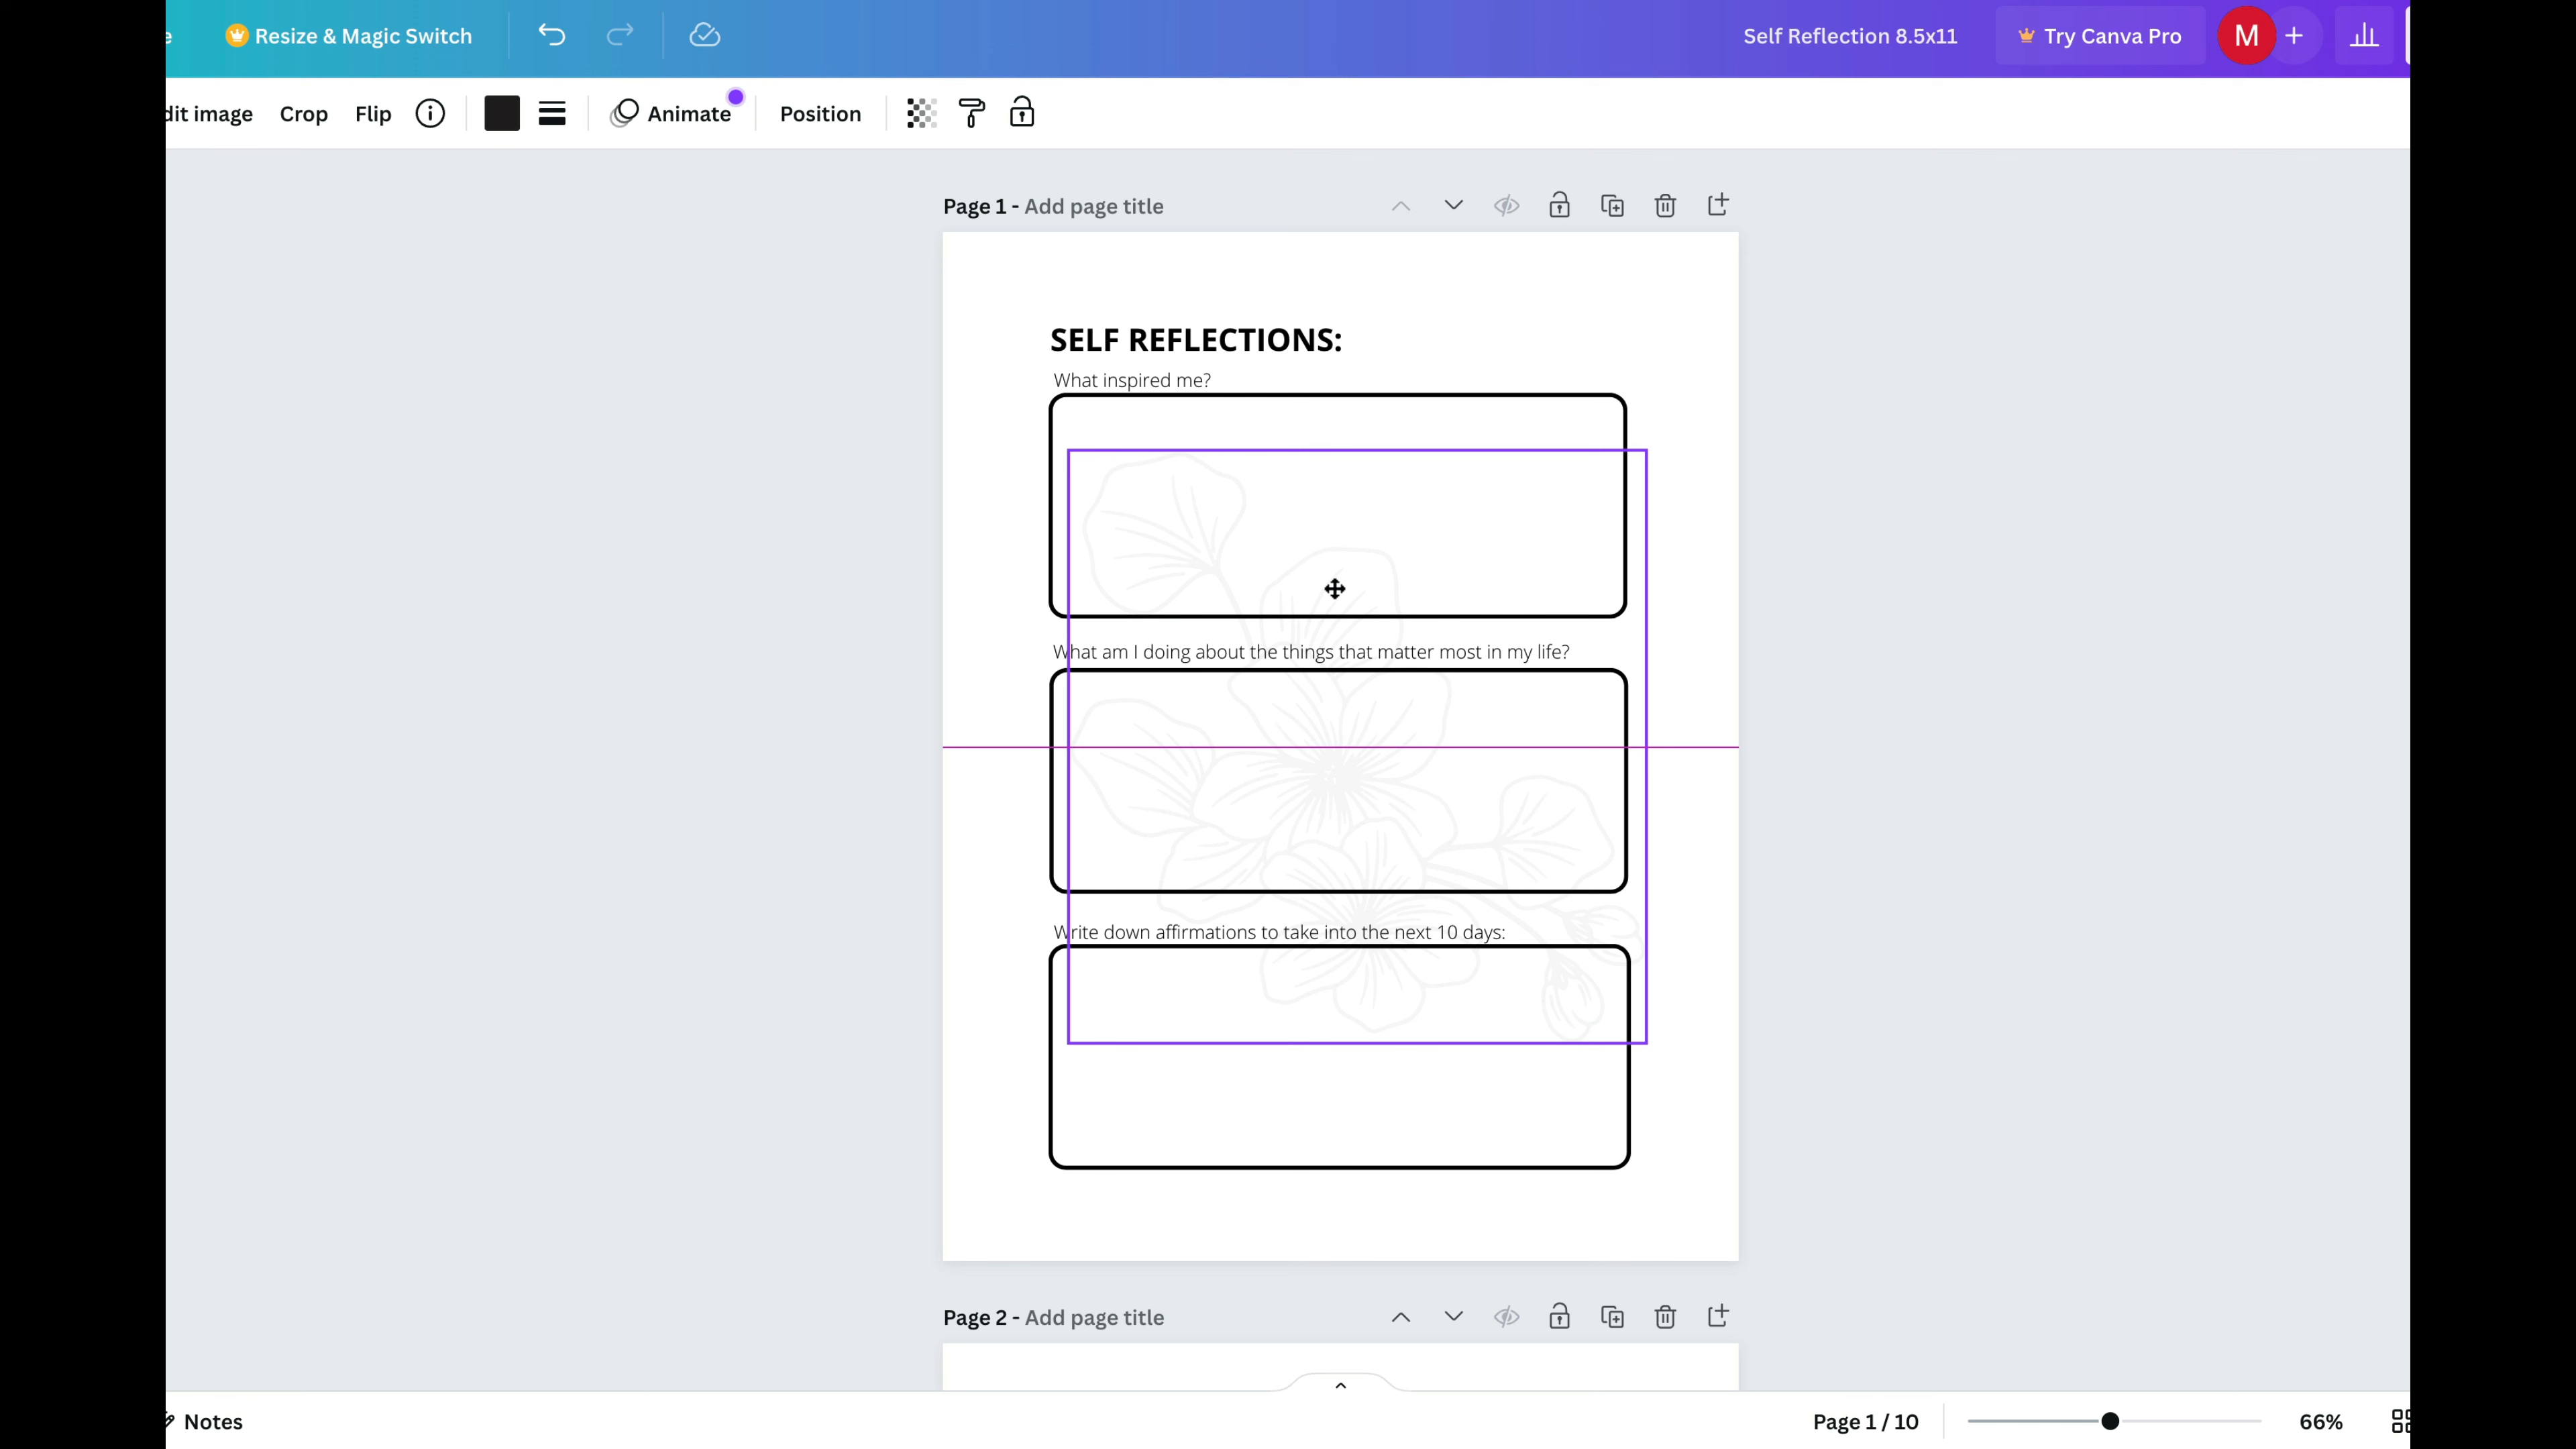 Resize & Magic Switch
Self Reflection 8.5x11
Try Canva Pro
M
dit image
Crop
Flip
Animate
Position
Page 1 - Add page title
SELF REFLECTIONS:
What inspired me?
What am I doing about the things that matter most in my life?
Write down affirmations to take into the next 10 days:
Page 2 - Add page title
Notes
Page 1 / 10
66%